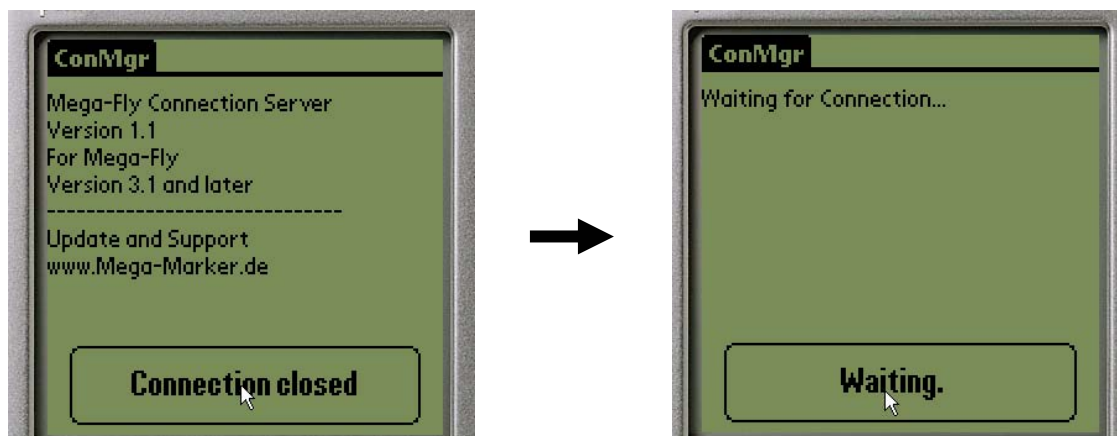 ConMgr
Mega-Fly Connection Server
Version 1.1
For Mega-Fly
Version 3.1 and later
------------------------------
Update and Support
www.Mega-Marker.de
Connection closed
ConMgr
Waiting for Connection...
Waiting.